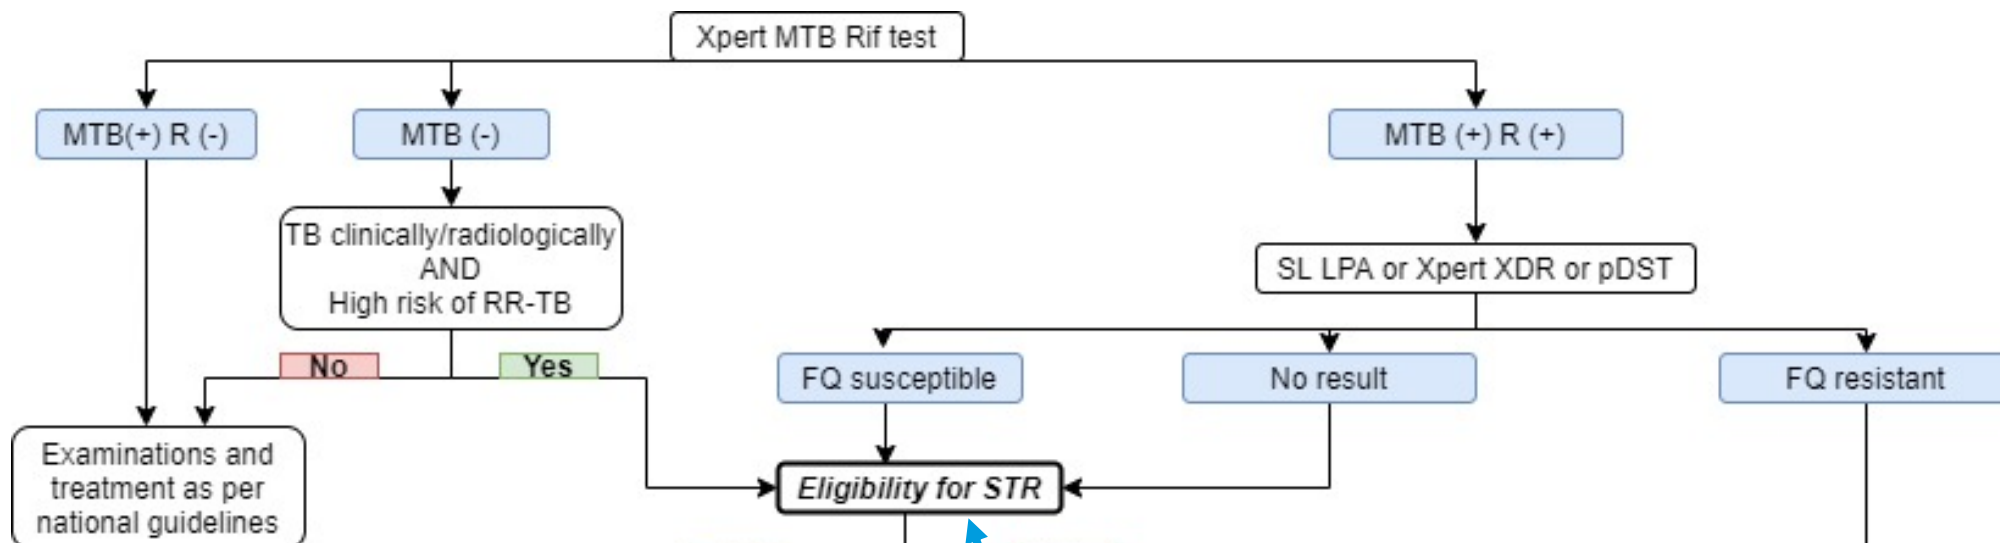 Xpert MTB Rif test
MTB(+) R (-)
MTB (-)
MTB (+) R (+)
TB clinically/radiologically
AND
High risk of RR-TB
SL LPA or Xpert XDR or pDST
No
Yes
FQ susceptible
No result
FQ resistant
Examinations and
treatment as per
national guidelines
Eligibility for STR